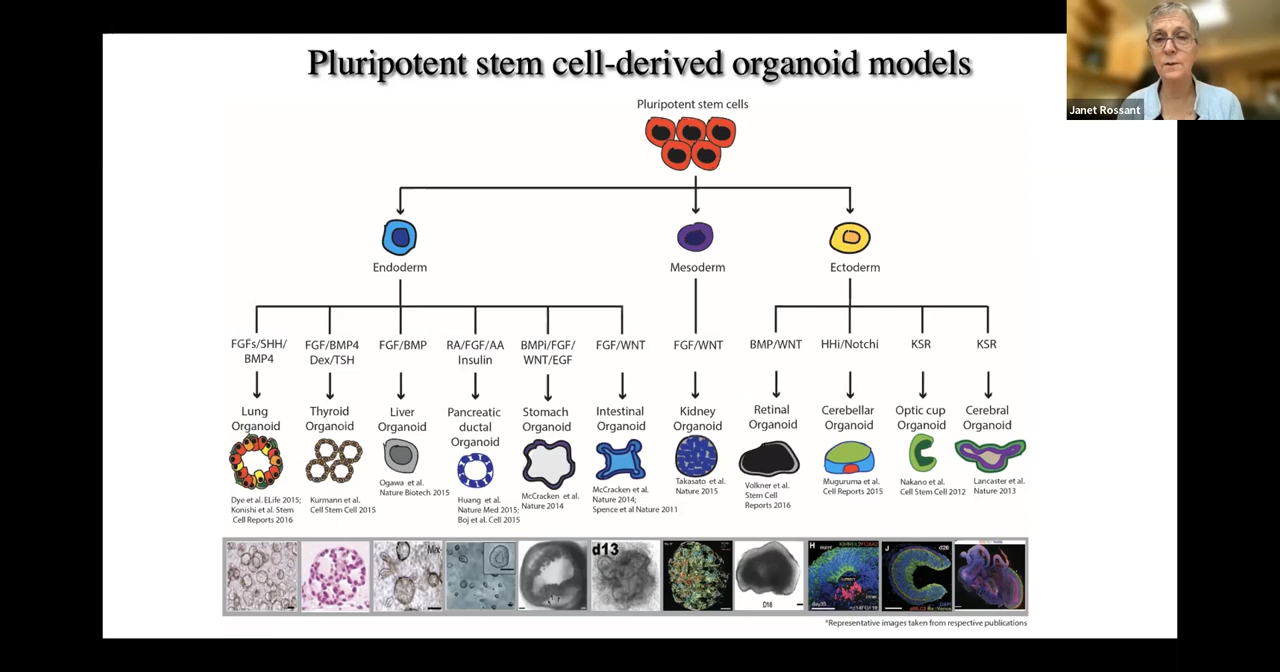 Pluripotent stem cell-derived organoid models
Janet Rossant
Pluripotent stem cells
Endoderm
Mesoderm
Ectoderm
FGFs/SHH/
BMP4
FGF/BMP4
Dex/TSH
FGF/BMP
RA/FGF/AA
Insulin
BMPi/FGF/
WNT/EGF
FGF/WNT
FGF/WNT
BMP/WNT
HHi/Notchi
KSR
KSR
Lung
Organoid
Thyroid
Organoid
Liver
Organoid
Pancreatic
ductal
Organoid
Stomach
Organoid
Intestinal
Organoid
Kidney
Organoid
Retinal
Organoid
Cerebellar
Organoid
Optic cup
Organoid
Cerebral
Organoid
Dye et al. ELife 2015;
Konishi et al. Stem
Cell Reports 2016
Kurmann et al.
Cell Stem Cell 2015
Ogawa et al.
Nature Biotech 2015
Huang et al.
Nature Med 2015;
Boj et al. Cell 2015
McCracken et al.
Nature 2014
McCracken et al.
Nature 2014;
Spence et al Nature 2011
Takasato et al.
Nature 2015
Volkner et al.
Stem Cell
Reports 2016
Muguruma et al.
Cell Reports 2015
Nakano et al.
Cell Stem Cell 2012
Lancaster et al.
Nature 2013
Mix
d13
D18
H
day35
J
d26
DAPI
*Representative images taken from respective publications